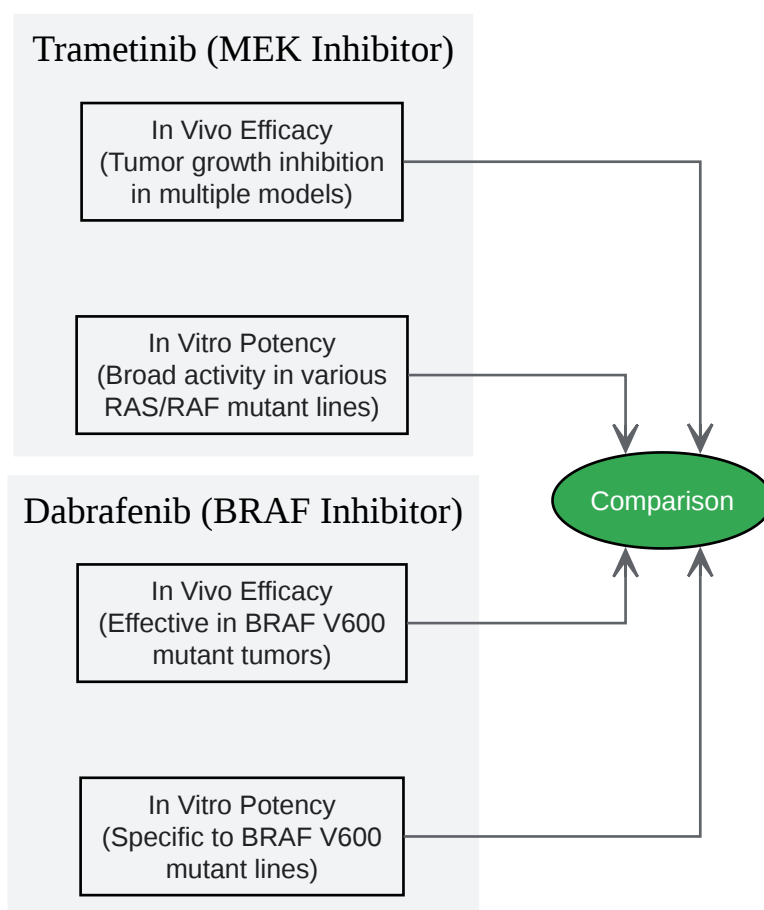 Trametinib (MEK Inhibitor)
In Vivo Efficacy
(Tumor growth inhibition
in multiple models)
In Vitro Potency
(Broad activity in various
RAS/RAF mutant lines)
Comparison
Dabrafenib (BRAF Inhibitor)
In Vivo Efficacy
(Effective in BRAF V600
mutant tumors)
In Vitro Potency
(Specific to BRAF V600
mutant lines)